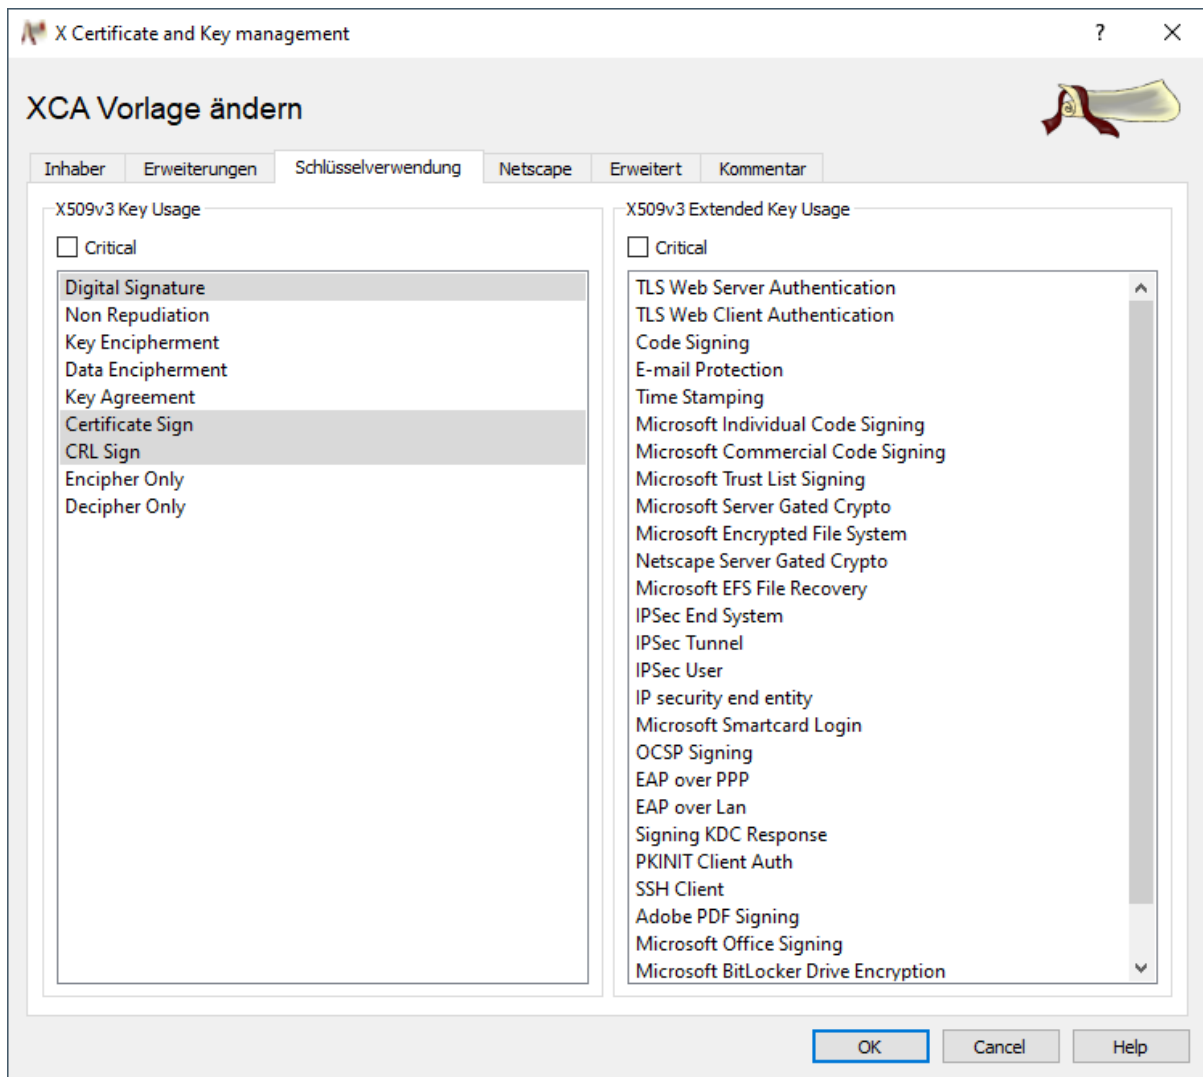 X Certificate and Key management
?
XCA Vorlage ändern
Inhaber Erweiterungen Schlüsselverwendung Netscape Erweitert Kommentar
X509v3 Key Usage
Critical
Digital Signature
Non Repudiation
Key Encipherment
Data Encipherment
Key Agreement
Certificate Sign
CRL Sign
Encipher Only
Decipher Only
X509v3 Extended Key Usage
Critical
TLS Web Server Authentication
TLS Web Client Authentication
Code Signing
E-mail Protection
Time Stamping
Microsoft Individual Code Signing
Microsoft Commercial Code Signing
Microsoft Trust List Signing
Microsoft Server Gated Crypto
Microsoft Encrypted File System
Netscape Server Gated Crypto
Microsoft EFS File Recovery
IPSec End System
IPSec Tunnel
IPSec User
IP security end entity
Microsoft Smartcard Login
OCSP Signing
EAP over PPP
EAP over Lan
Signing KDC Response
PKINIT Client Auth
SSH Client
Adobe PDF Signing
Microsoft Office Signing
Microsoft BitLocker Drive Encryption
OK Cancel Help